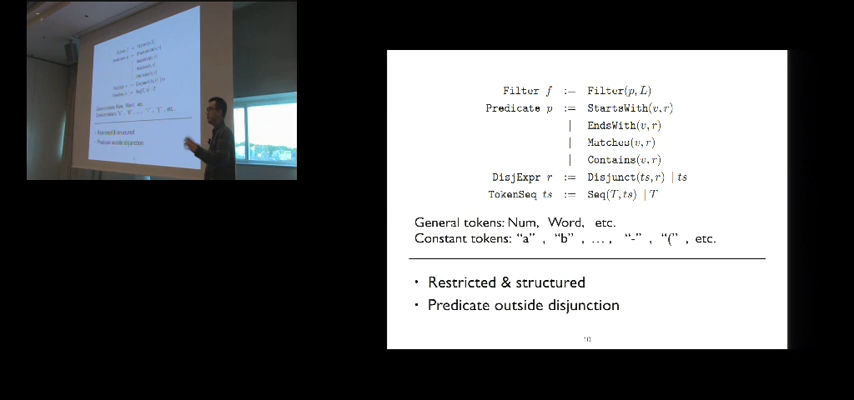 Filter f := Filter(p, L)
Predicate p := StartsWith(v, r)
| EndsWith(v, r)
| Matches(v, r)
| Contains(v, r)
DisjExpr r := Disjunct(ts, r) | ts
TokenSeq ts := Seq(T, ts) | T
General tokens: Num, Word, etc.
Constant tokens: “a” , “b” , … , “-” , “(” , etc.
• Restricted & structured
• Predicate outside disjunction
10